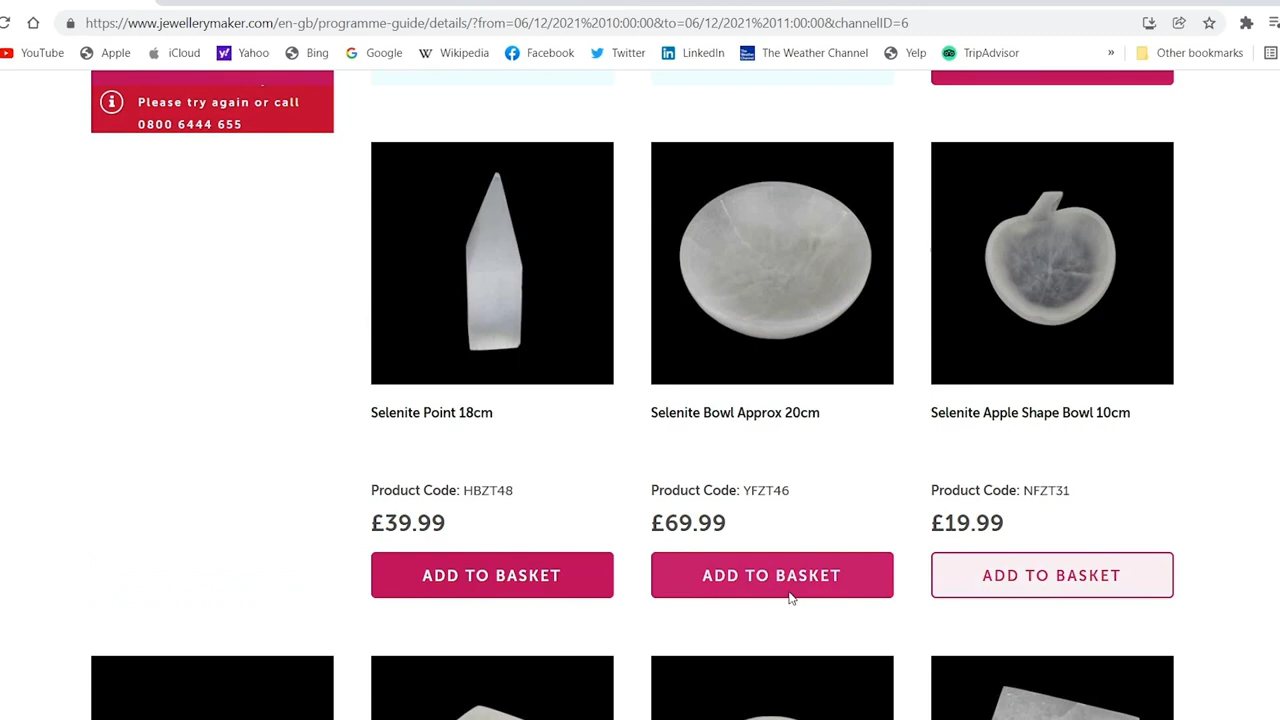 https://www.jewellerymaker.com/en-gb/programme-guide/details/?from=06/12/2021%2010:00:00&to=06/12/2021%2011:00:00&channelID=6
YouTube Apple iCloud Yahoo Bing Google Wikipedia Facebook Twitter LinkedIn The Weather Channel Yelp TripAdvisor » Other bookmarks
Please try again or call
0800 6444 655
Selenite Point 18cm
Selenite Bowl Approx 20cm
Selenite Apple Shape Bowl 10cm
Product Code: HBZT48
Product Code: YFZT46
Product Code: NFZT31
£39.99
£69.99
£19.99
ADD TO BASKET
ADD TO BASKET
ADD TO BASKET